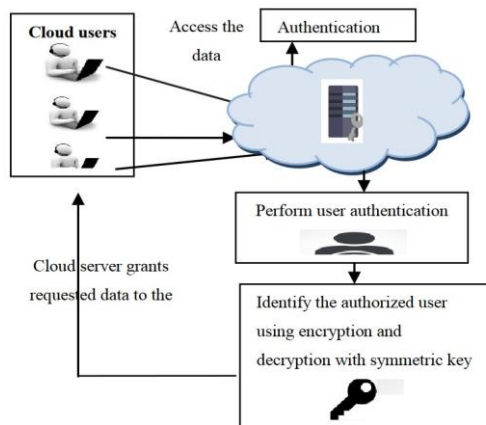 Cloud users
Access the
data
Authentication
Perform user authentication
Cloud server grants
requested data to the
Identify the authorized user
using encryption and
decryption with symmetric key